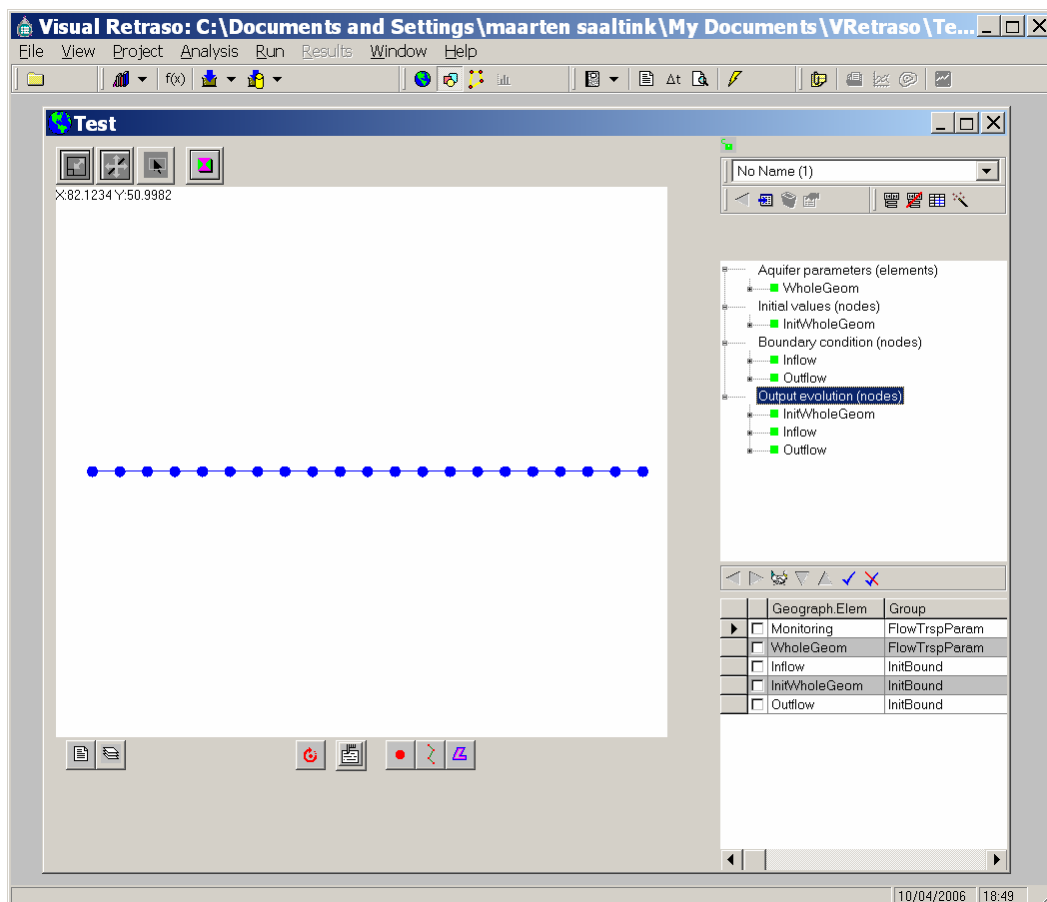 Visual Retraso: C:\Documents and Settings\maarten saaltink\My Documents\VRetraso\Te...
File View Project Analysis Run Results Window Help
f(x) Δt
Test
No Name (1)
X:82.1234 Y:50.9982
Aquifer parameters (elements)
WholeGeom
Initial values (nodes)
InitWholeGeom
Boundary condition (nodes)
Inflow
Outflow
Output evolution (nodes)
InitWholeGeom
Inflow
Outflow
Geograph.Elem Group
Monitoring FlowTrspParam
WholeGeom FlowTrspParam
Inflow InitBound
InitWholeGeom InitBound
Outflow InitBound
10/04/2006 18:49